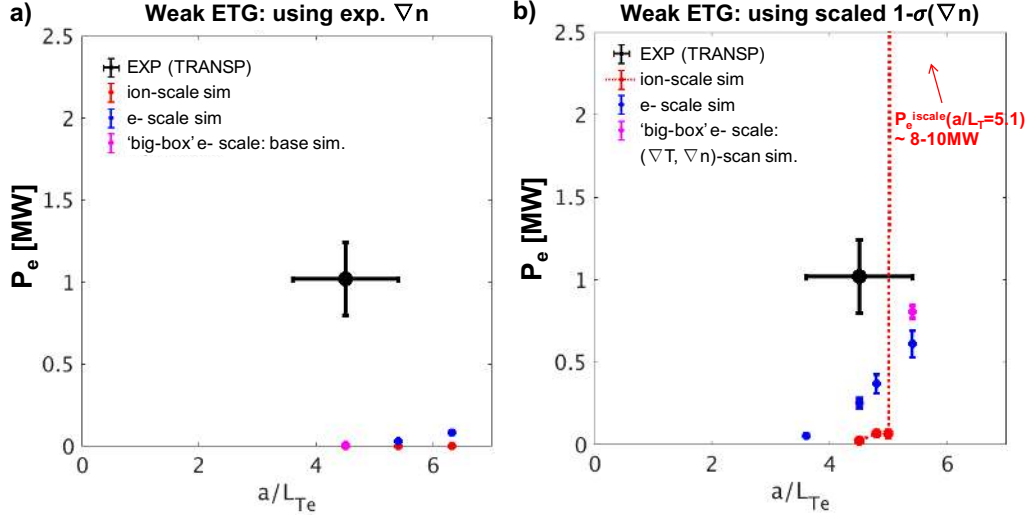 a)
Weak ETG: using exp. ∇n
2.5
2
1.5
1
0.5
0
P_e [MW]
EXP (TRANSP)
ion-scale sim
e- scale sim
‘big-box’ e- scale: base sim.
0 2 4 6
a/L_Te
b)
Weak ETG: using scaled 1-σ(∇n)
2.5
2
1.5
1
0.5
0
P_e [MW]
EXP (TRANSP)
ion-scale sim
e- scale sim
‘big-box’ e- scale:
(∇T, ∇n)-scan sim.
P_e^iscale(a/L_T=5.1)
~ 8-10MW
0 2 4 6
a/L_Te